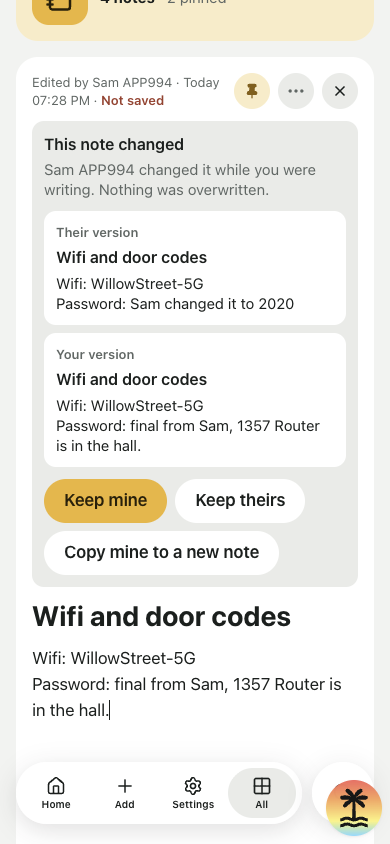 4 notes · 2 pinned
Edited by Sam APP994 · Today
07:28 PM · Not saved
This note changed
Sam APP994 changed it while you were
writing. Nothing was overwritten.
Their version
Wifi and door codes
Wifi: WillowStreet-5G
Password: Sam changed it to 2020
Your version
Wifi and door codes
Wifi: WillowStreet-5G
Password: final from Sam, 1357 Router
is in the hall.
Keep mine
Keep theirs
Copy mine to a new note
Wifi and door codes
Wifi: WillowStreet-5G
Password: final from Sam, 1357 Router is
in the hall.
Home
Add
Settings
All